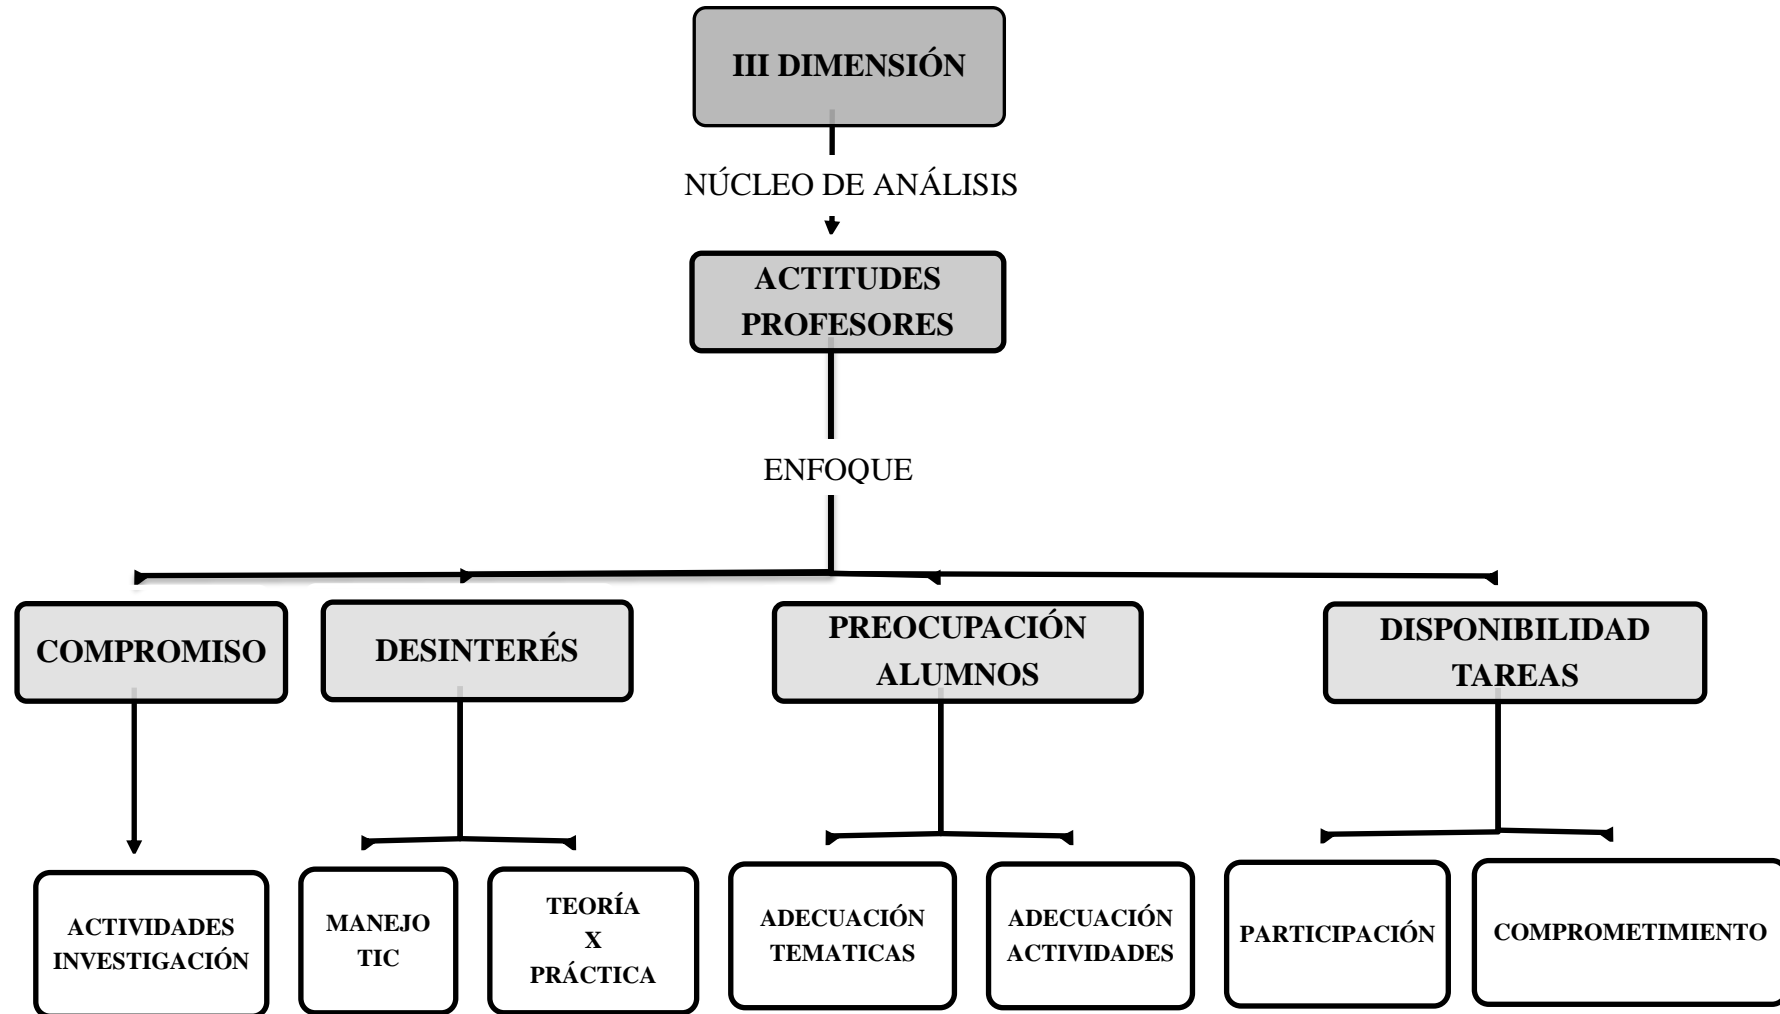 III DIMENSIÓN
NÚCLEO DE ANÁLISIS
ACTITUDES
PROFESORES
ENFOQUE
COMPROMISO
DESINTERÉS
PREOCUPACIÓN
ALUMNOS
DISPONIBILIDAD
TAREAS
ACTIVIDADES
INVESTIGACIÓN
MANEJO
TIC
TEORÍA
X
PRÁCTICA
ADECUACIÓN
TEMATICAS
ADECUACIÓN
ACTIVIDADES
PARTICIPACIÓN
COMPROMETIMIENTO